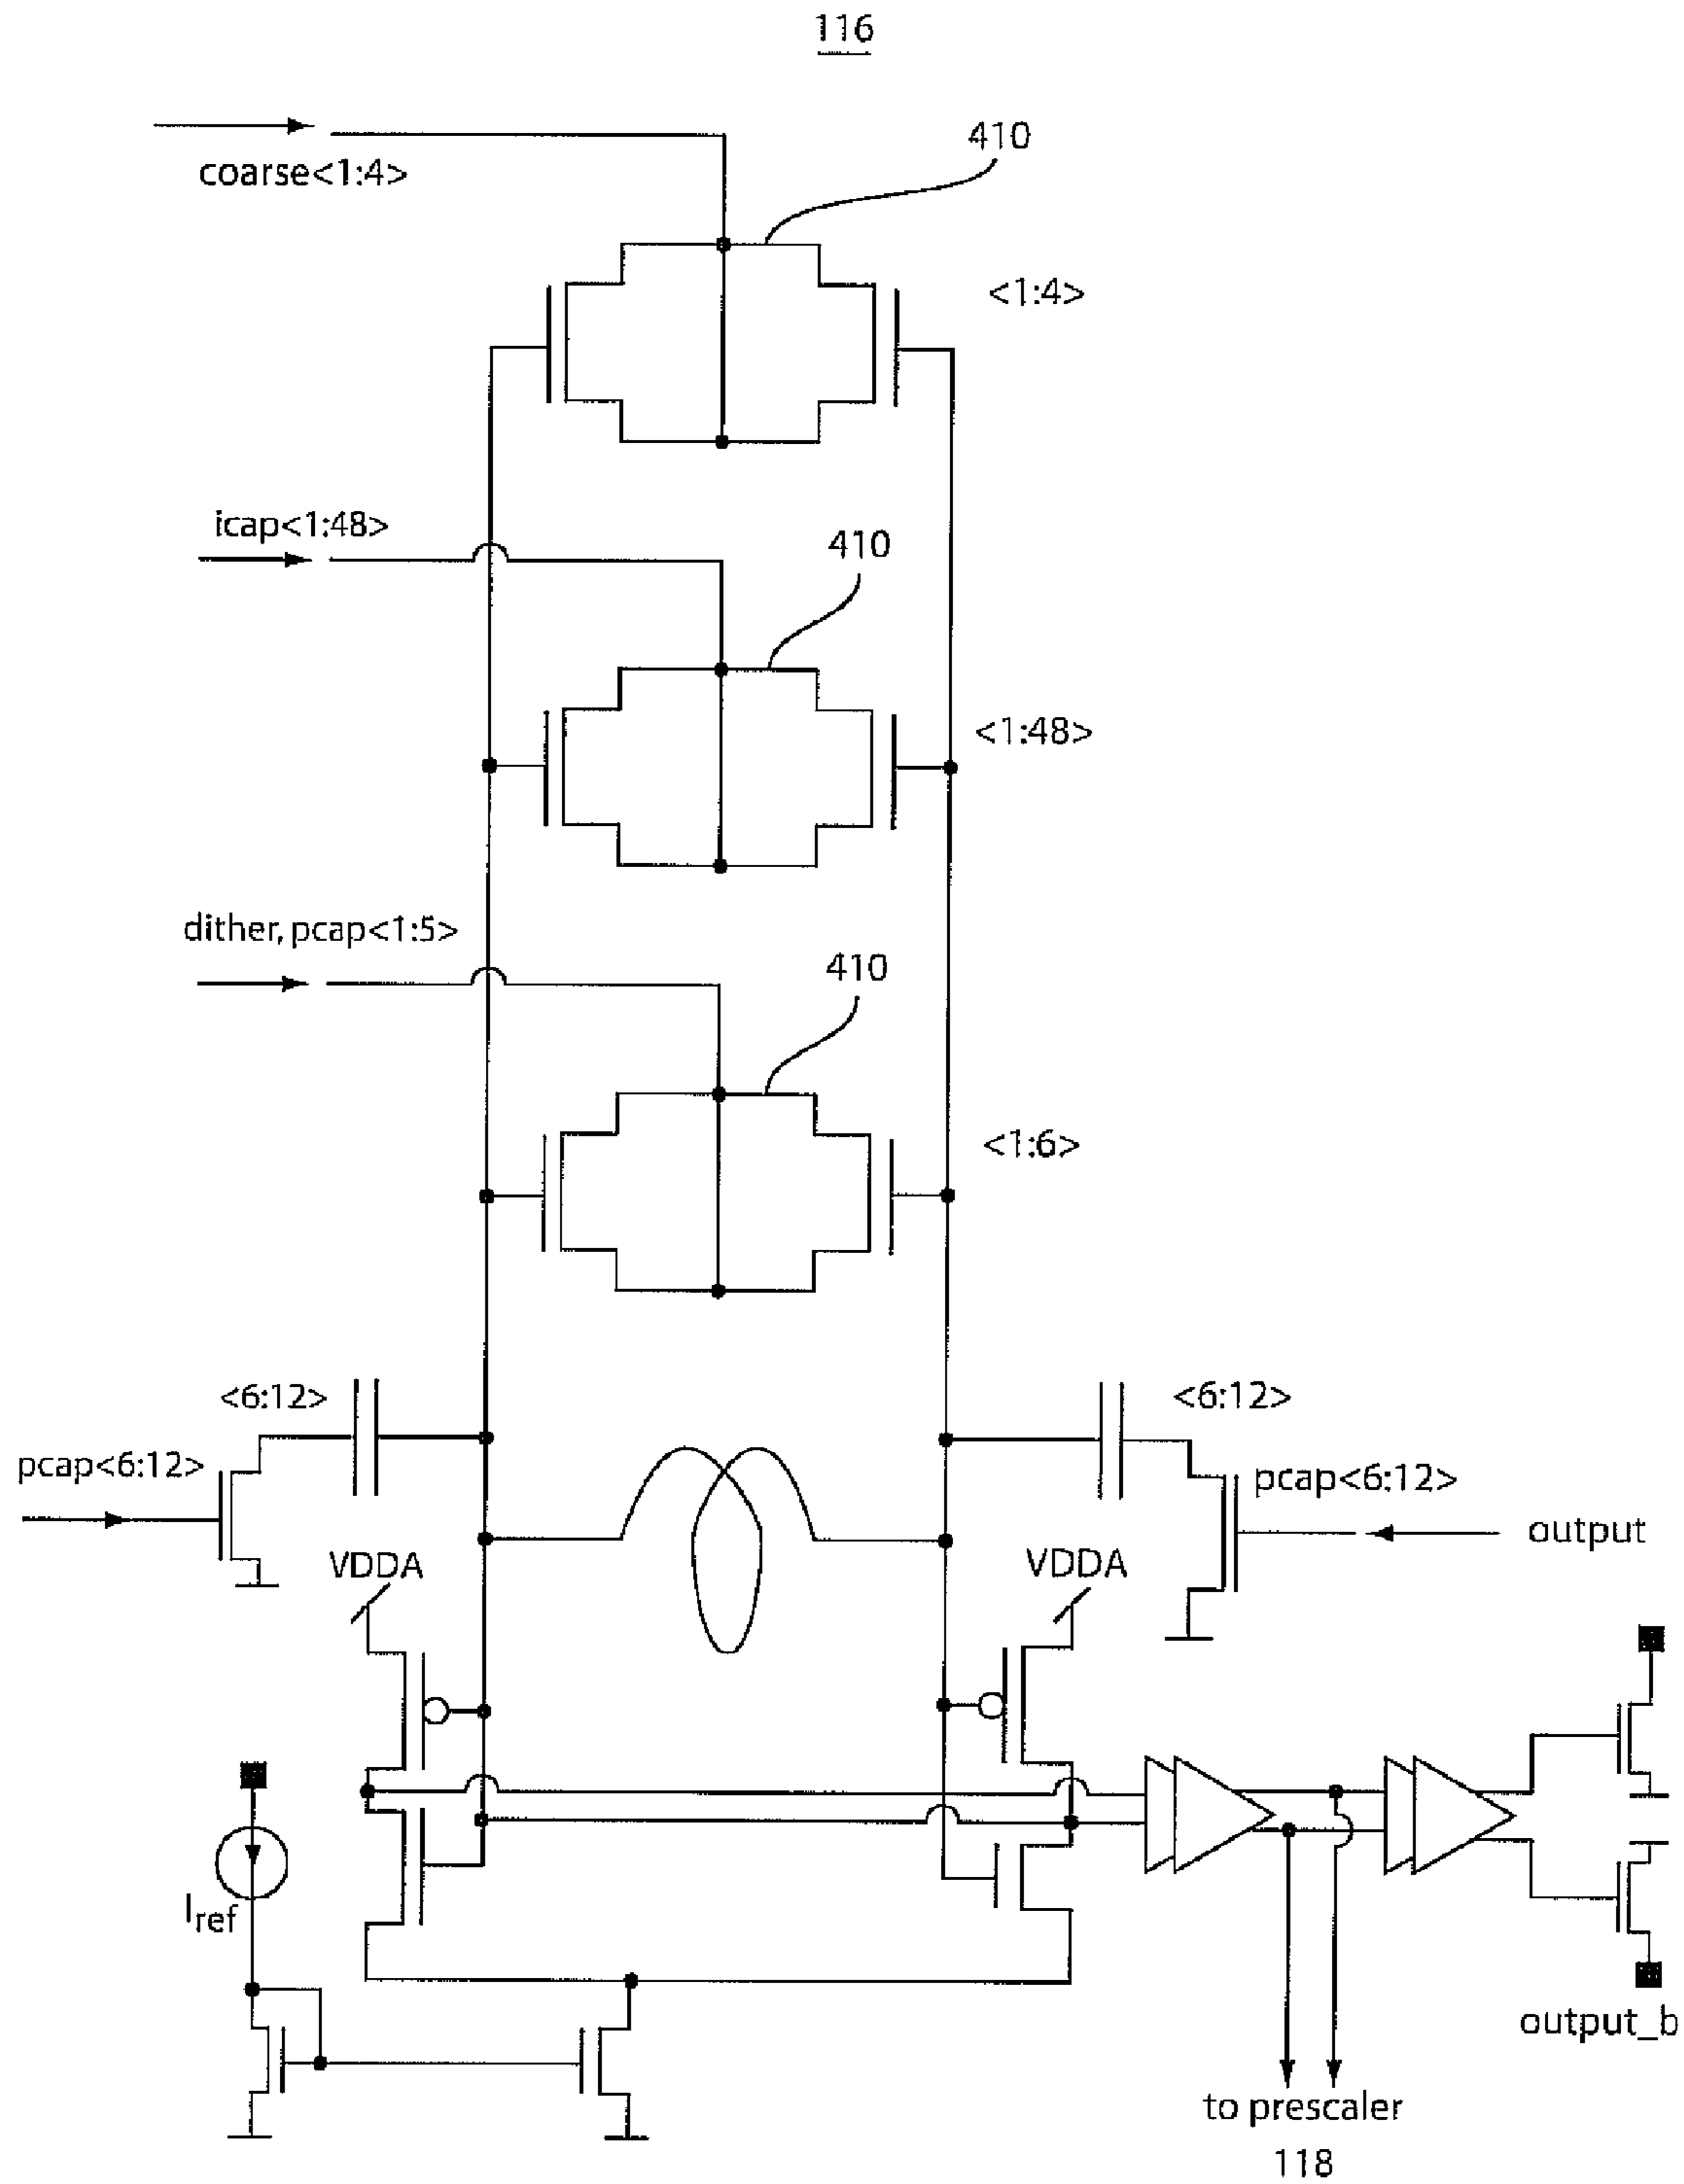 116
coarse<1:4>
410
<1:4>
icap<1:48>
410
<1:48>
dither, pcap<1:5>
410
<1:6>
<6:12>
<6:12>
pcap<6:12>
pcap<6:12>
output
VDDA
VDDA
Iref
output_b
to prescaler
118